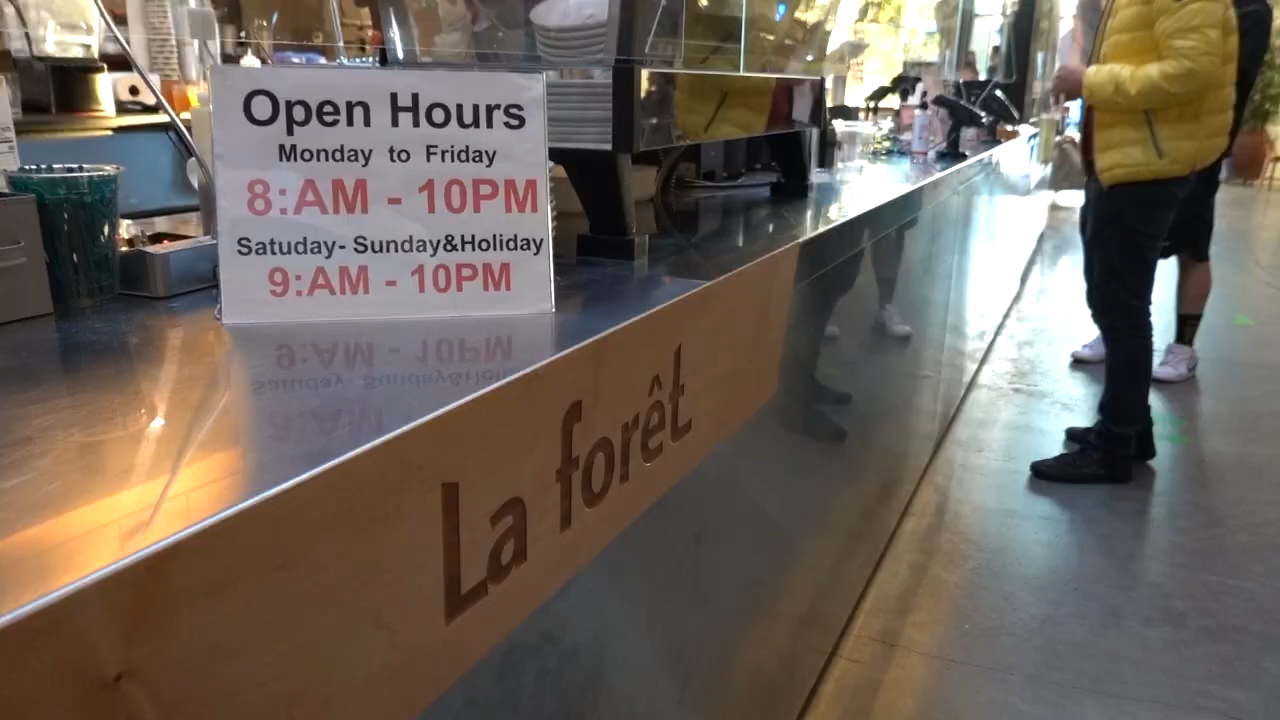 Open Hours
Monday to Friday
8:AM - 10PM
Satuday- Sunday&Holiday
9:AM - 10PM
La forêt